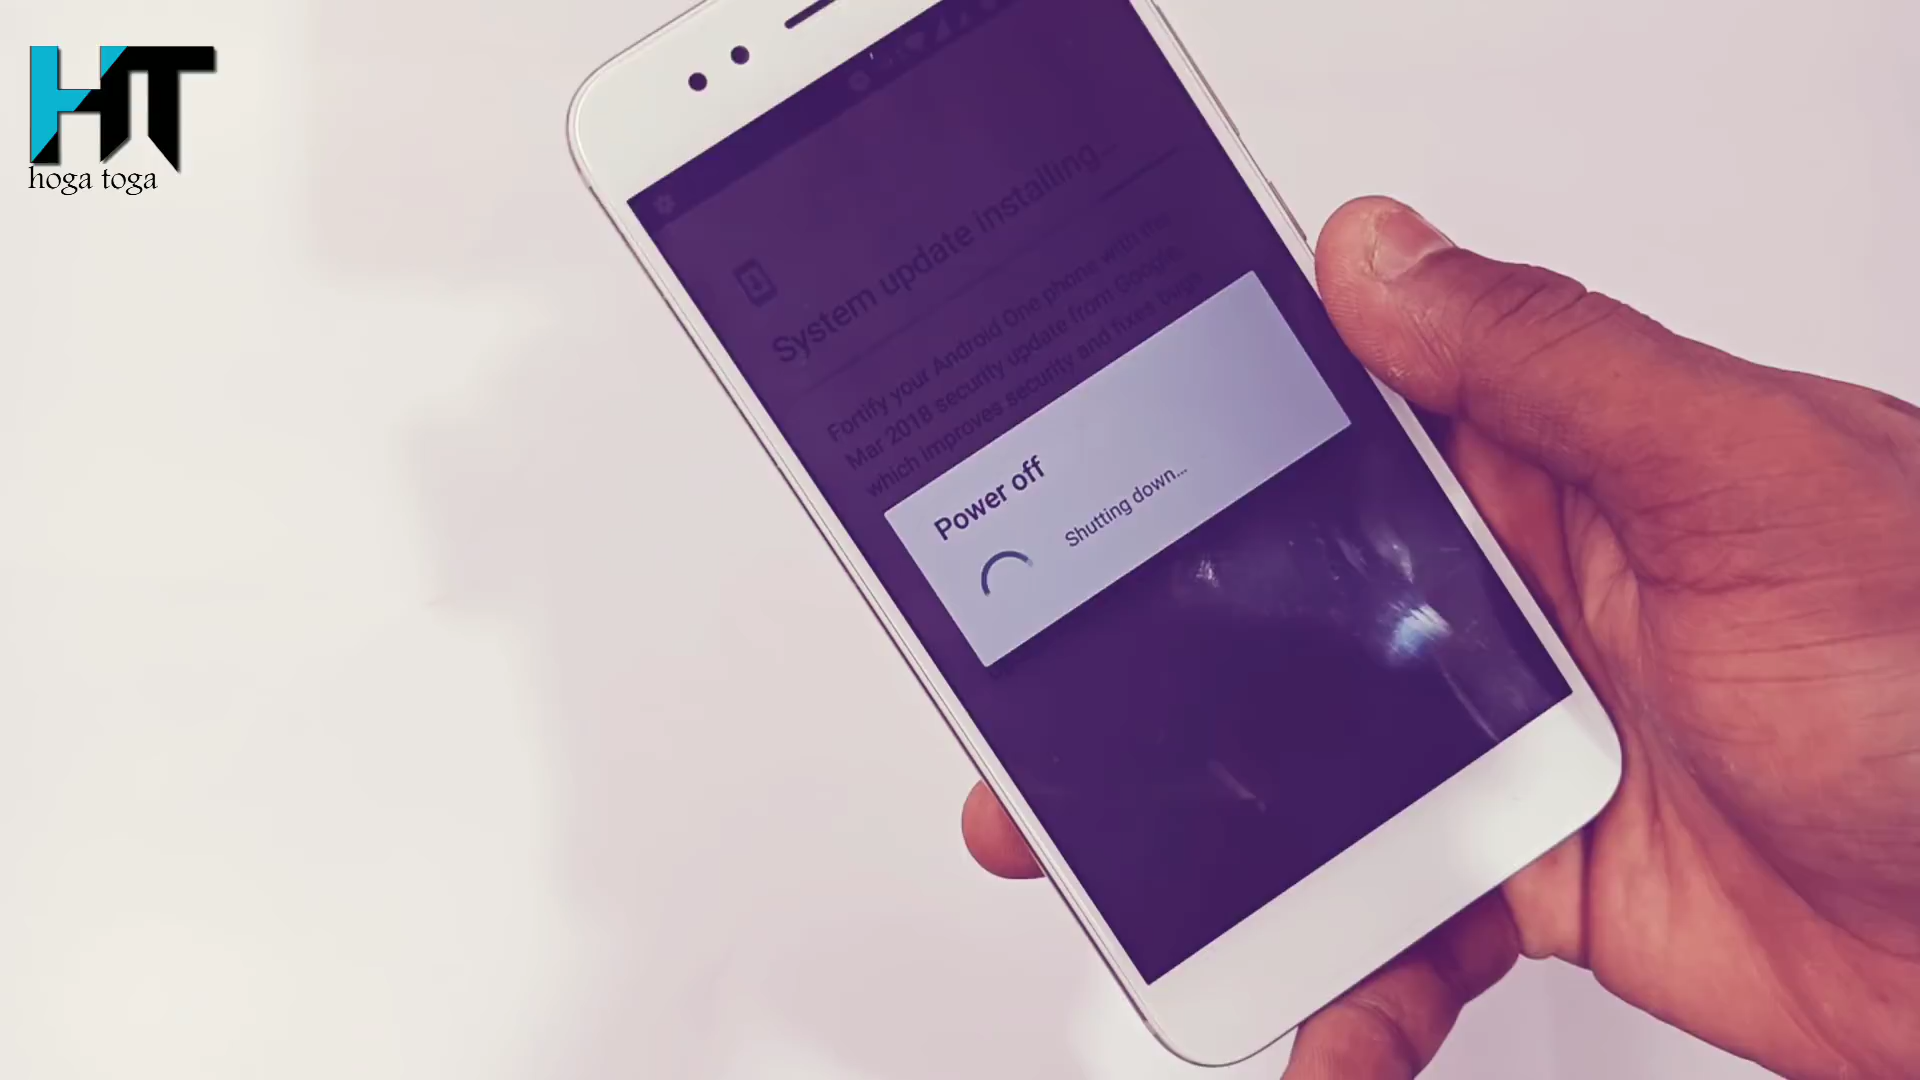 HT
hoga toga
System update installing...
Fortify your Android One phone with the
Mar 2018 security update from Google,
which improves security and fixes bugs
Power off
Shutting down...